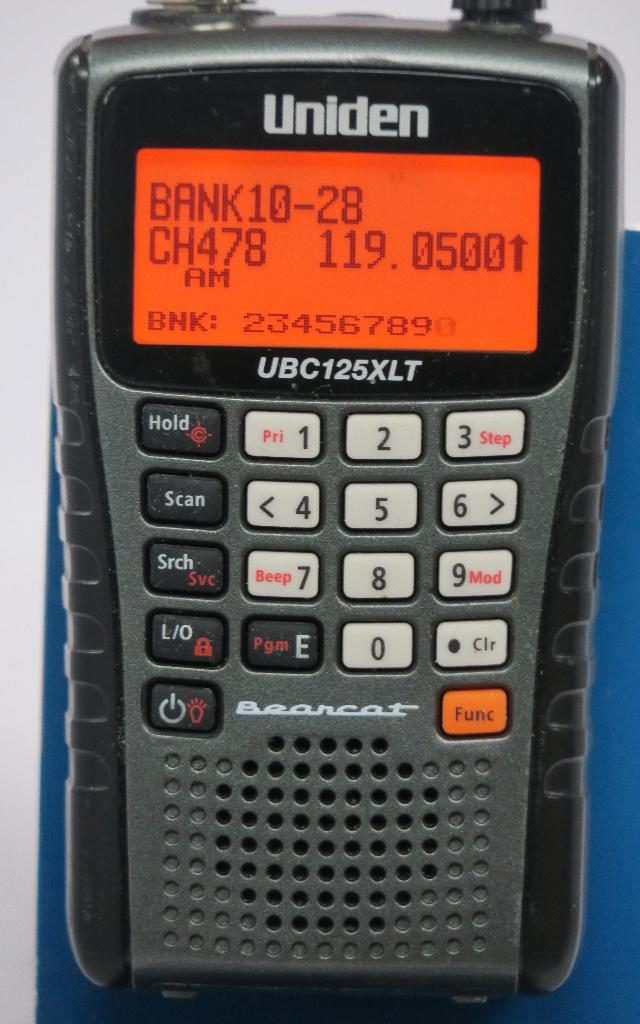 Uniden
BANK10-28
CH478 119.0500↑
AM
BNK: 234567890
UBC125XLT
Hold Pri 1 2 3 Step
Scan < 4 5 6 >
Srch Svc Beep 7 8 9 Mod
L/O Pgm E 0 • Clr
Bearcat Func